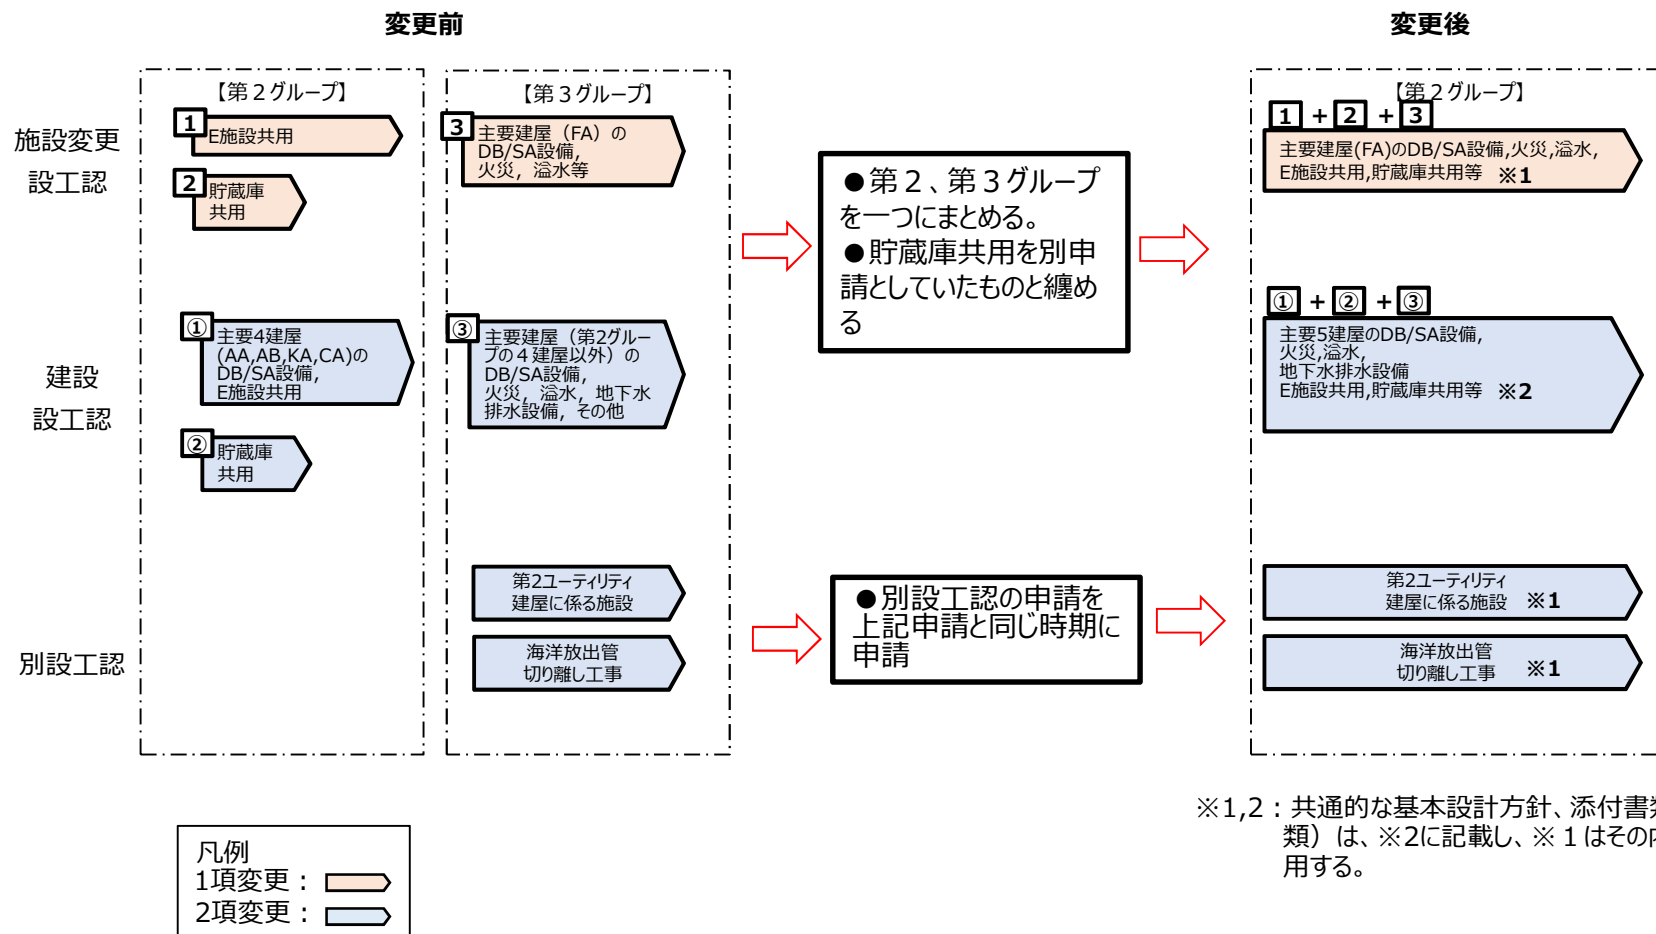 変更前
変更後
施設変更
設工認
建設
設工認
別設工認
【第２グループ】
1
E施設共用
2
貯蔵庫
共用
①
主要4建屋
(AA,AB,KA,CA)の
DB/SA設備,
E施設共用
②
貯蔵庫
共用
【第３グループ】
3
主要建屋（FA）の
DB/SA設備,
火災，溢水等
③
主要建屋（第2グルー
プの４建屋以外）の
DB/SA設備,
火災，溢水，地下水
排水設備，その他
第2ユーティリティ
建屋に係る施設
海洋放出管
切り離し工事
●第２、第３グループ
を一つにまとめる。
●貯蔵庫共用を別申
請としていたものと纏め
る
●別設工認の申請を
上記申請と同じ時期に
申請
【第２グループ】
1 + 2 + 3
主要建屋(FA)のDB/SA設備,火災,溢水,
E施設共用,貯蔵庫共用等 ※1
① + ② + ③
主要5建屋のDB/SA設備,
火災,溢水,
地下水排水設備
E施設共用,貯蔵庫共用等 ※2
第2ユーティリティ
建屋に係る施設 ※1
海洋放出管
切り離し工事 ※1
※1,2：共通的な基本設計方針、添付書
類）は、※2に記載し、※１はその
用する。
凡例
1項変更：
2項変更：